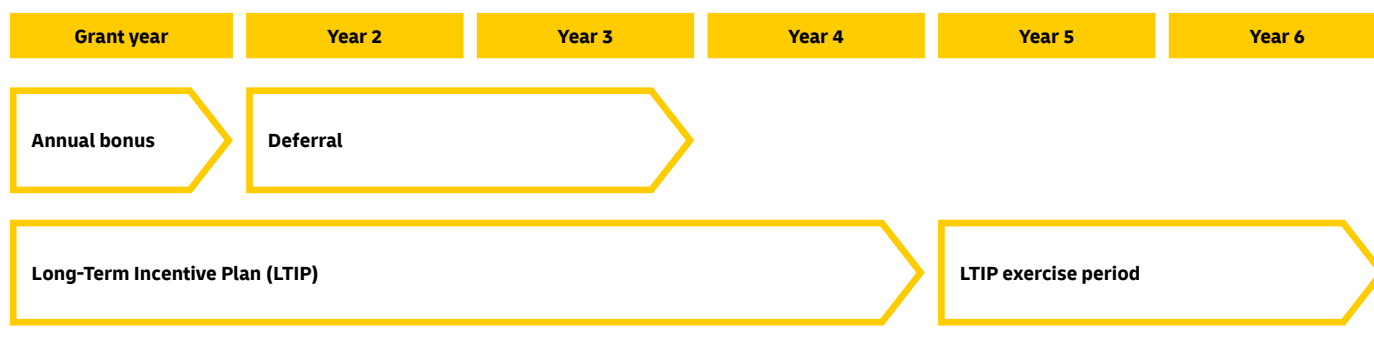 Grant year
Year 2
Year 3
Year 4
Year 5
Year 6
Annual bonus
Deferral
Long-Term Incentive Plan (LTIP)
LTIP exercise period